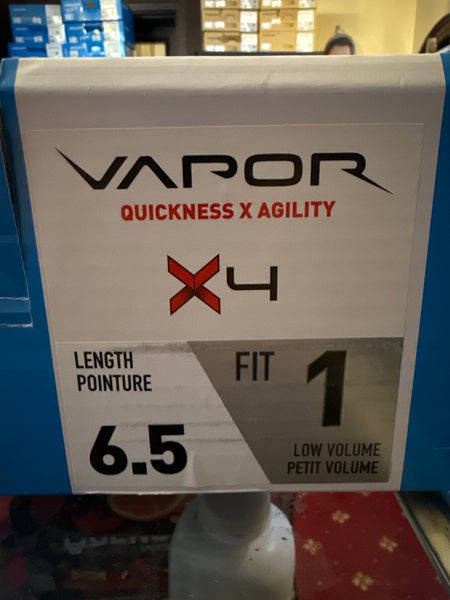 VAPOR
QUICKNESS X AGILITY
X4
LENGTH
POINTURE
6.5
FIT 1
LOW VOLUME
PETIT VOLUME